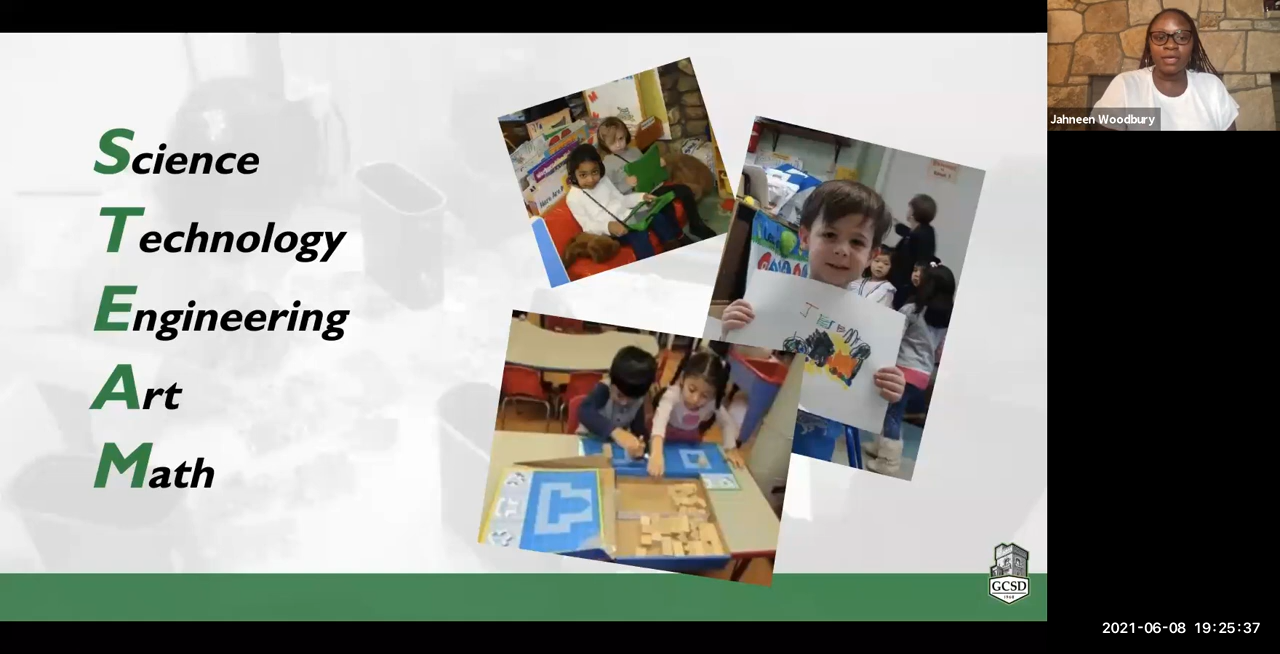 Science
Technology
Engineering
Art
Math
Jahneen Woodbury
GCSD
2021-06-08 19:25:37